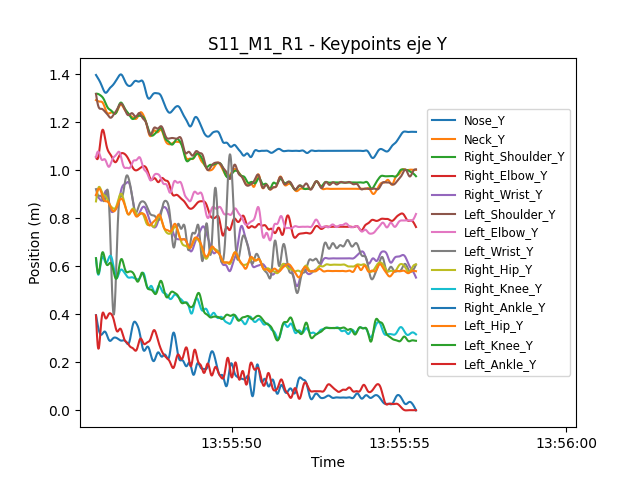 S11_M1_R1 - Keypoints eje Y
Position (m)
1.4
1.2
1.0
0.8
0.6
0.4
0.2
0.0
Nose_Y
Neck_Y
Right_Shoulder_Y
Right_Elbow_Y
Right_Wrist_Y
Left_Shoulder_Y
Left_Elbow_Y
Left_Wrist_Y
Right_Hip_Y
Right_Knee_Y
Right_Ankle_Y
Left_Hip_Y
Left_Knee_Y
Left_Ankle_Y
13:55:50
13:55:55
13:56:00
Time